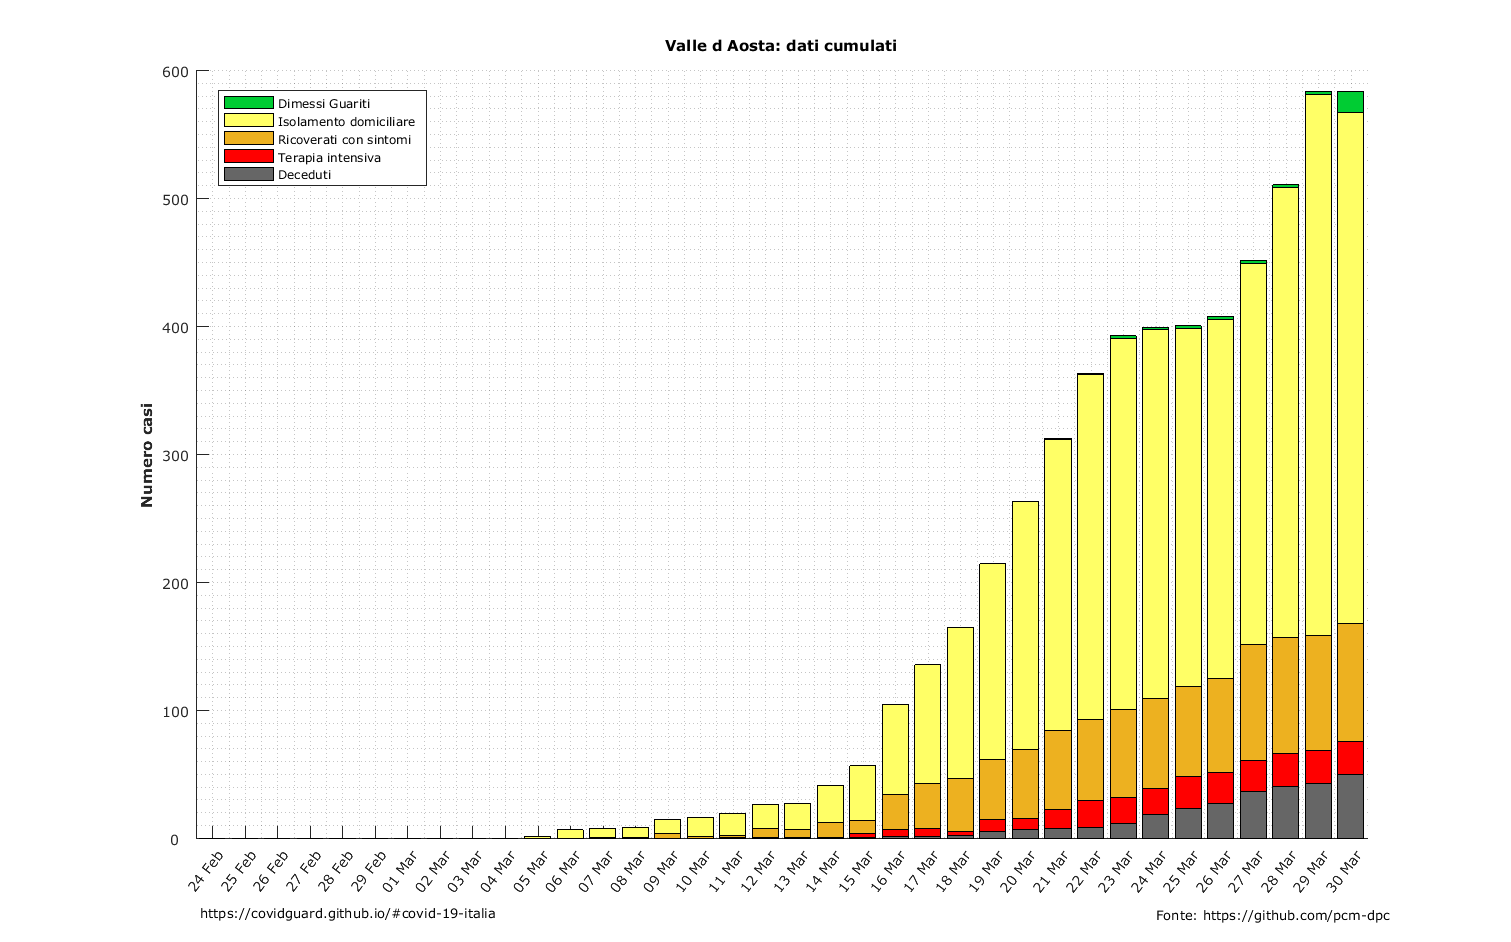 Valle d Aosta: dati cumulati
600
500
400
300
200
100
0
Numero casi
Dimessi Guariti
Isolamento domiciliare
Ricoverati con sintomi
Terapia intensiva
Deceduti
24 Feb
25 Feb
26 Feb
27 Feb
28 Feb
29 Feb
01 Mar
02 Mar
03 Mar
04 Mar
05 Mar
06 Mar
07 Mar
08 Mar
09 Mar
10 Mar
11 Mar
12 Mar
13 Mar
14 Mar
15 Mar
16 Mar
17 Mar
18 Mar
19 Mar
20 Mar
21 Mar
22 Mar
23 Mar
24 Mar
25 Mar
26 Mar
27 Mar
28 Mar
29 Mar
30 Mar
https://covidguard.github.io/#covid-19-italia
Fonte: https://github.com/pcm-dpc